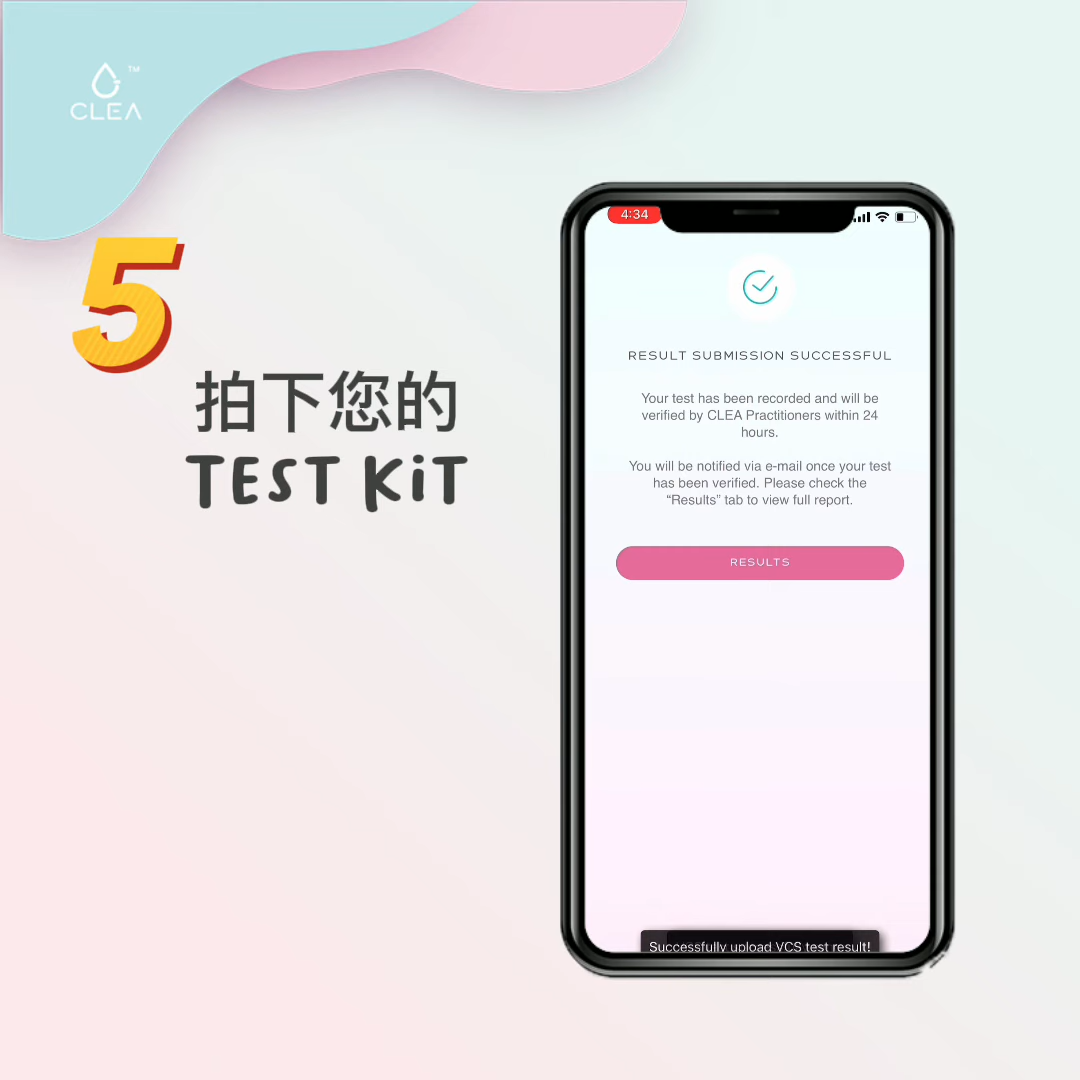 CLEA™
5
拍下您的
TEST KiT
4:34
RESULT SUBMISSION SUCCESSFUL
Your test has been recorded and will be
verified by CLEA Practitioners within 24
hours.
You will be notified via e-mail once your test
has been verified. Please check the
“Results” tab to view full report.
RESULTS
Successfully upload VCS test result!